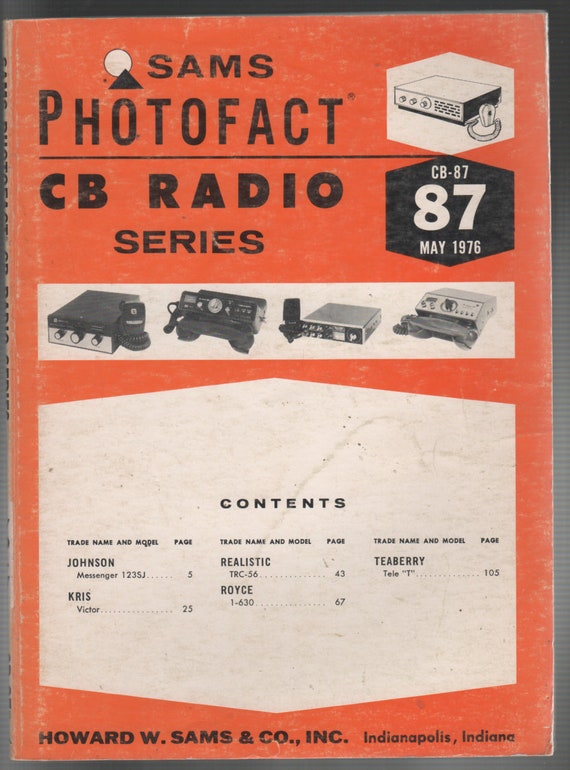 SAMS
PHOTOFACT®
CB RADIO
SERIES
CB-87
87
MAY 1976
CONTENTS
TRADE NAME AND MODEL PAGE
JOHNSON
Messenger 123SJ...... 5
KRIS
Victor.................. 25
TRADE NAME AND MODEL PAGE
REALISTIC
TRC-56................. 43
ROYCE
1-630.................. 67
TRADE NAME AND MODEL PAGE
TEABERRY
Tele "T"................. 105
HOWARD W. SAMS & CO., INC. Indianapolis, Indiana